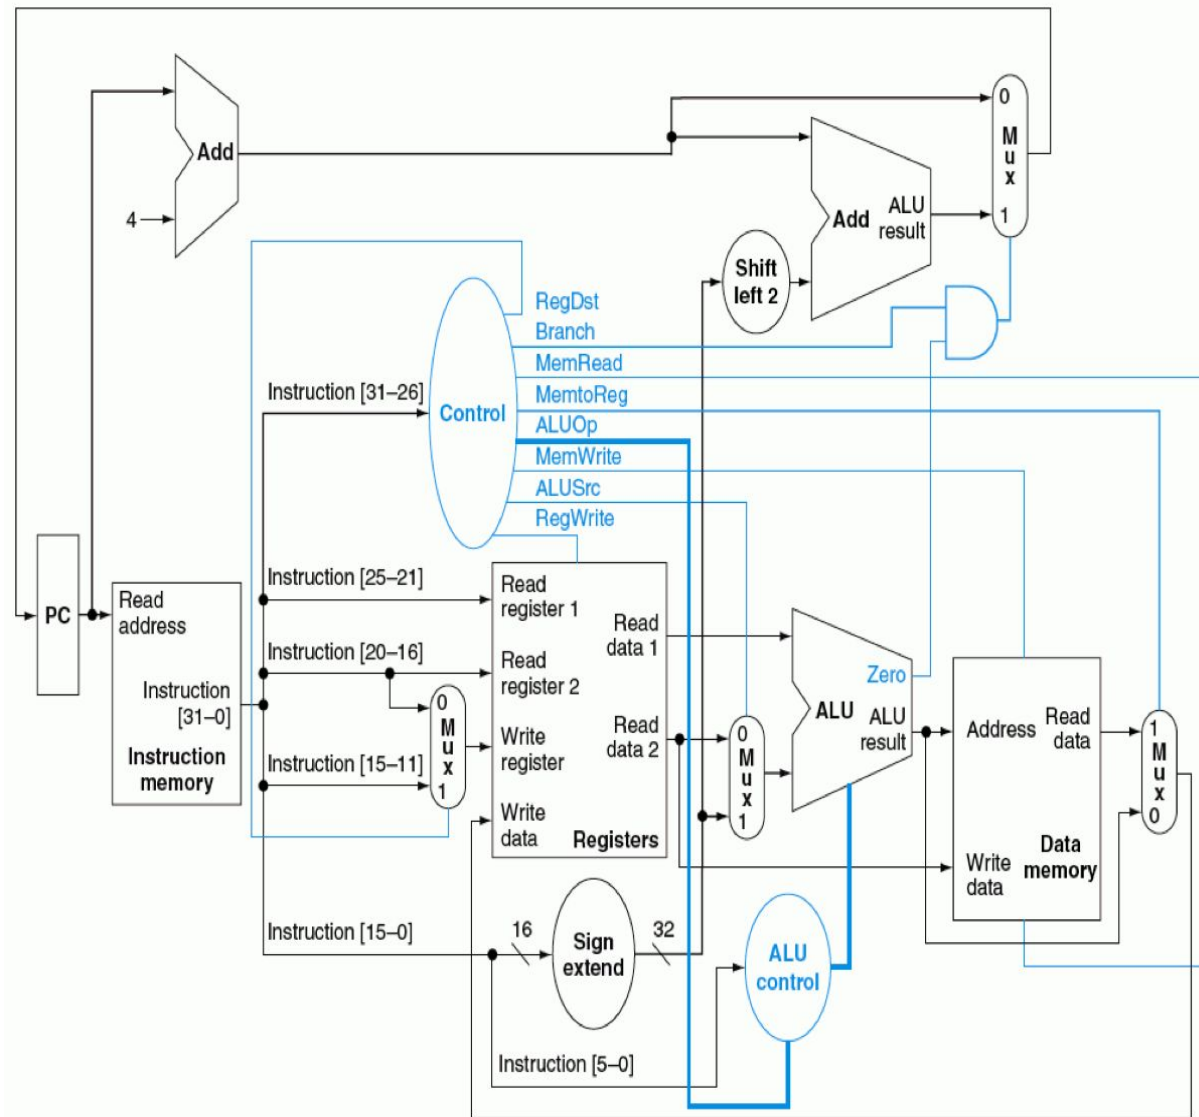 0
M
u
x
1
Add
4
Add
ALU
result
Shift
left 2
RegDst
Branch
MemRead
MemtoReg
ALUOp
MemWrite
ALUSrc
RegWrite
Instruction [31–26]
Control
Instruction [25–21]
Instruction [20–16]
Instruction [15–11]
Instruction [15–0]
PC
Read
address
Instruction
[31–0]
Instruction
memory
0
M
u
x
1
Read
register 1
Read
register 2
Write
register
Write
data
Read
data 1
Read
data 2
Registers
0
M
u
x
1
Zero
ALU
ALU
result
Address
Read
data
Write
data
Data
memory
1
M
u
x
0
16
Sign
extend
32
ALU
control
Instruction [5–0]